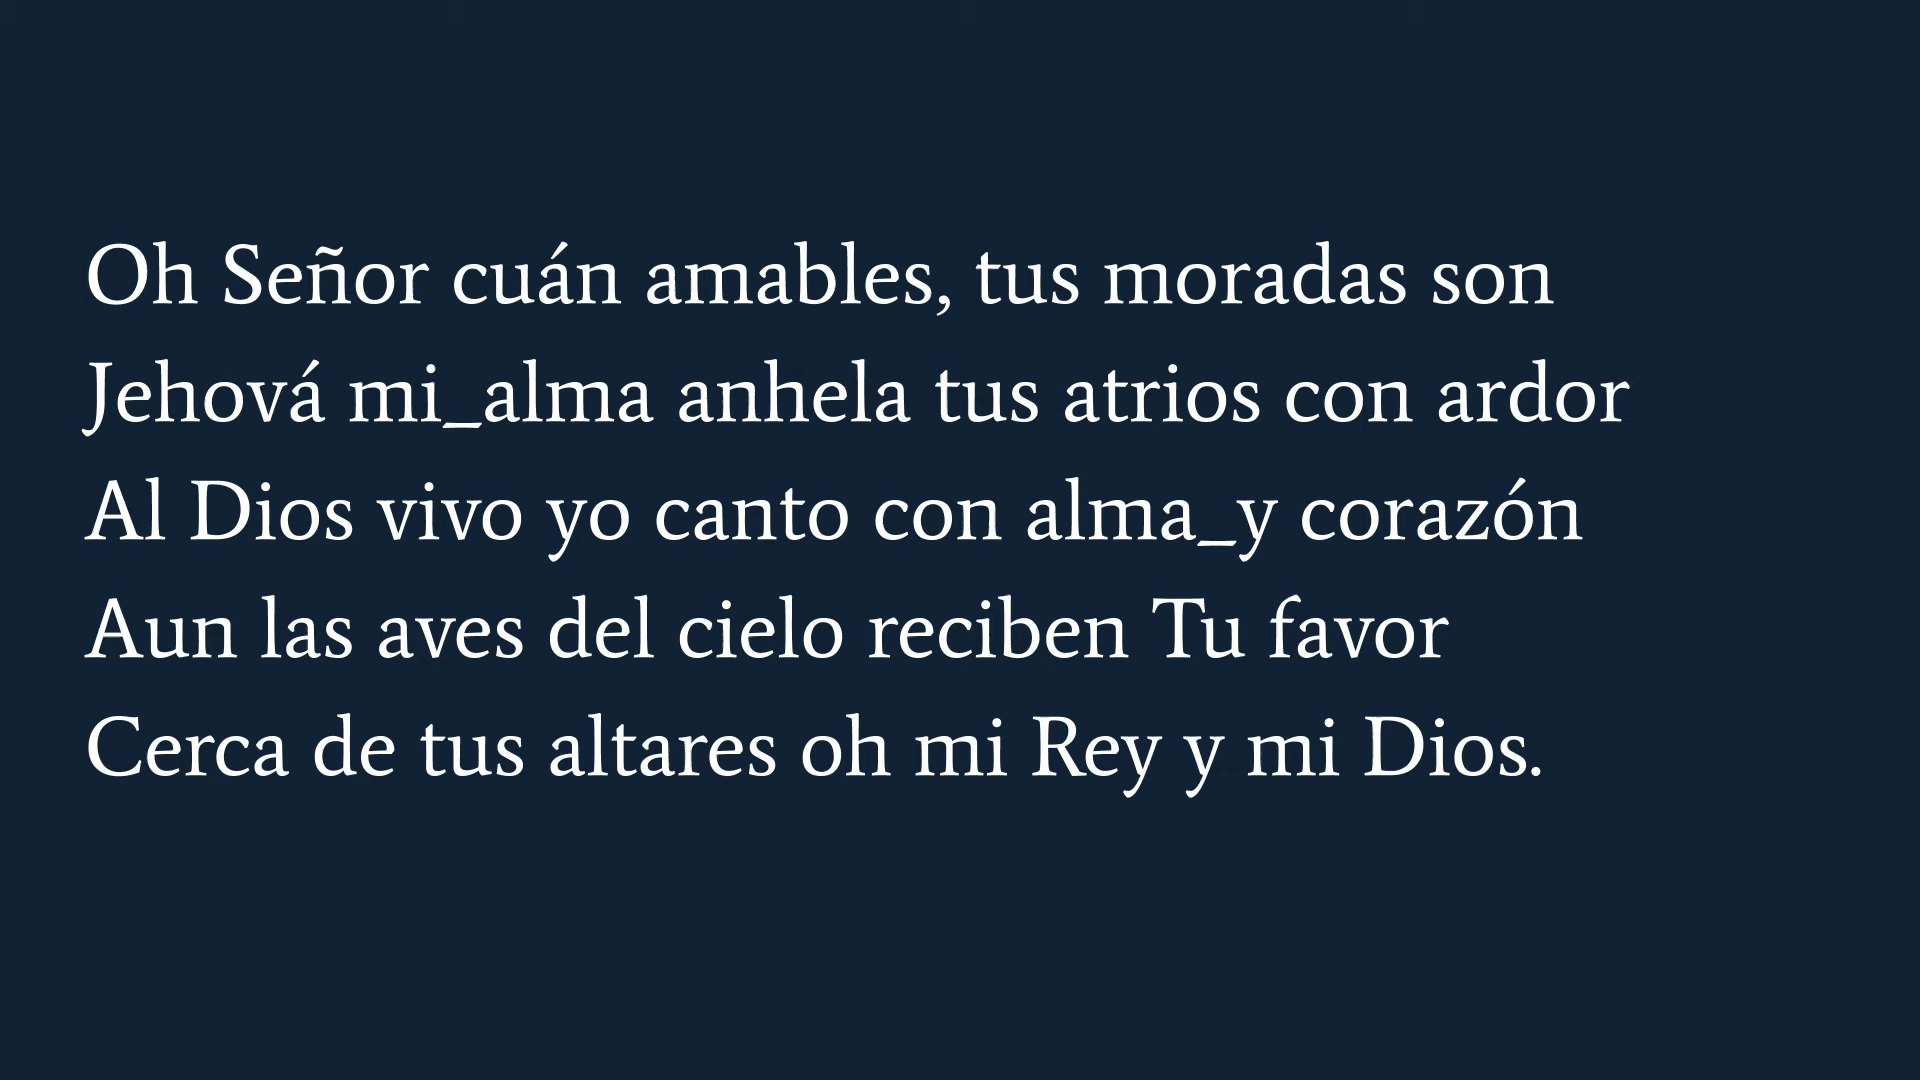 Oh Señor cuán amables, tus moradas son
Jehová mi_alma anhela tus atrios con ardor
Al Dios vivo yo canto con alma_y corazón
Aun las aves del cielo reciben Tu favor
Cerca de tus altares oh mi Rey y mi Dios.